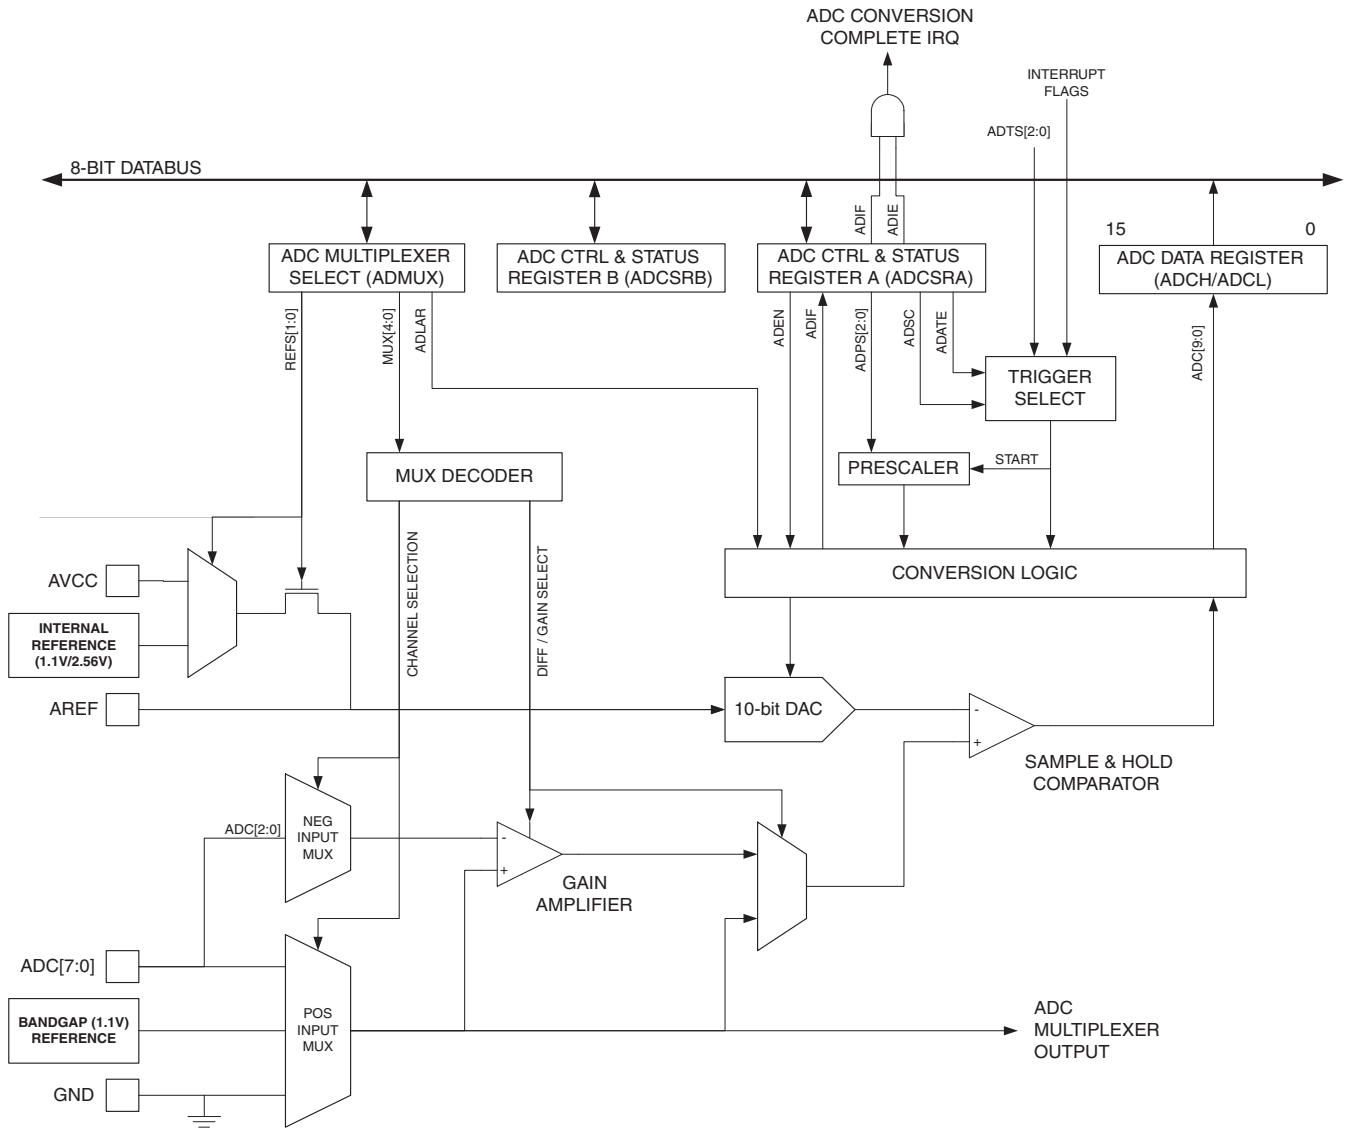 ADC CONVERSION
COMPLETE IRQ
INTERRUPT
FLAGS
ADTS[2:0]
8-BIT DATABUS
ADIF
ADIE
15
0
ADC MULTIPLEXER
SELECT (ADMUX)
ADC CTRL & STATUS
REGISTER B (ADCSRB)
ADC CTRL & STATUS
REGISTER A (ADCSRA)
ADC DATA REGISTER
(ADCH/ADCL)
REFS[1:0]
MUX[4:0]
ADLAR
ADEN
ADIF
ADPS[2:0]
ADSC
ADATE
ADC[9:0]
TRIGGER
SELECT
MUX DECODER
PRESCALER
START
CHANNEL SELECTION
DIFF / GAIN SELECT
CONVERSION LOGIC
AVCC
INTERNAL
REFERENCE
(1.1V/2.56V)
AREF
10-bit DAC
-
+
SAMPLE & HOLD
COMPARATOR
NEG
INPUT
MUX
ADC[2:0]
-
+
GAIN
AMPLIFIER
ADC[7:0]
POS
INPUT
MUX
BANDGAP (1.1V)
REFERENCE
ADC
MULTIPLEXER
OUTPUT
GND